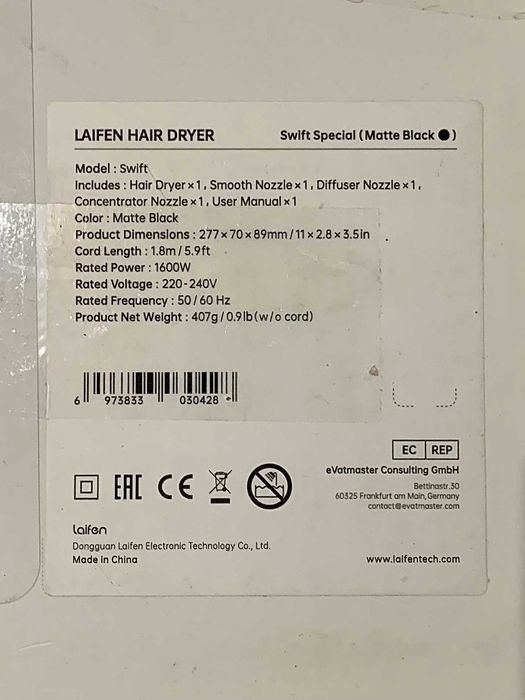 LAIFEN HAIR DRYER
Swift Special (Matte Black ●)
Model : Swift
Includes : Hair Dryer×1, Smooth Nozzle×1, Diffuser Nozzle×1,
Concentrator Nozzle×1, User Manual×1
Color : Matte Black
Product Dimensions : 277×70×89mm/11×2.8×3.5in
Cord Length : 1.8m/5.9ft
Rated Power : 1600W
Rated Voltage : 220-240V
Rated Frequency : 50/60 Hz
Product Net Weight : 407g/0.9lb(w/o cord)
6 973833 030428
EC REP
eVatmaster Consulting GmbH
Bettinastr.30
60325 Frankfurt am Main,Germany
contact@evatmaster.com
EAC CE
laifen
Dongguan Laifen Electronic Technology Co., Ltd.
Made in China
www.laifentech.com